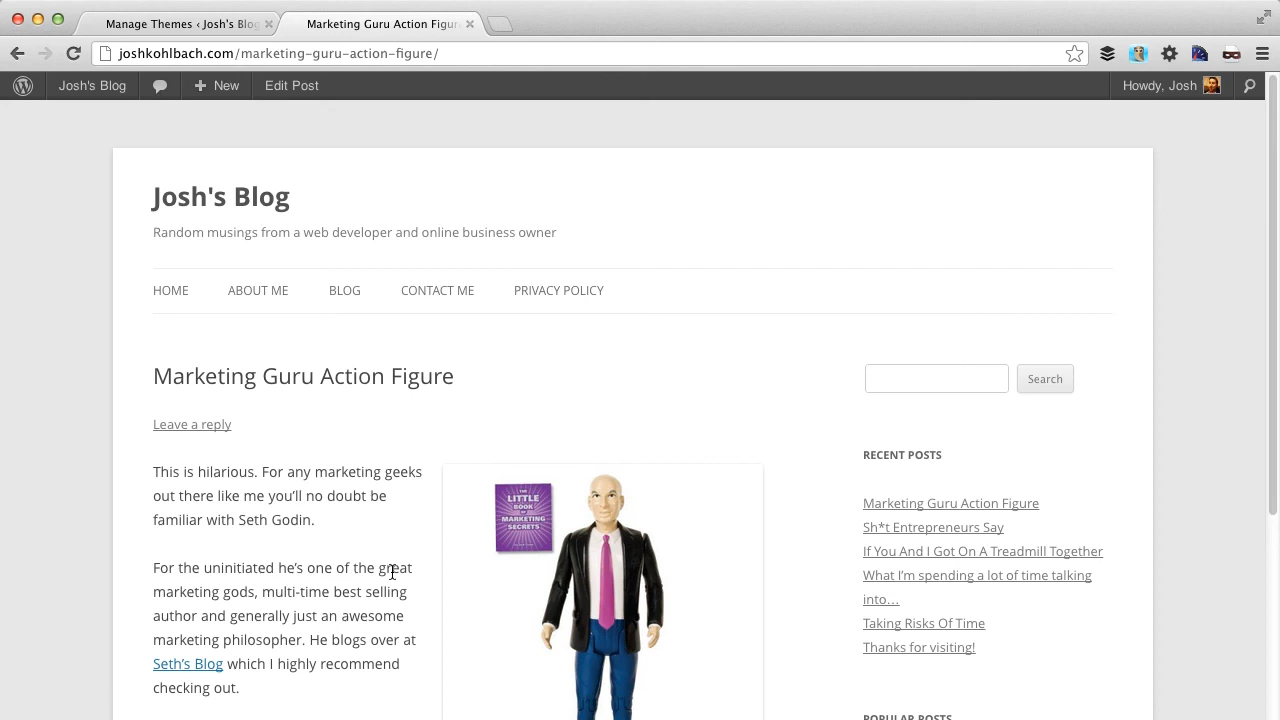 Manage Themes ‹ Josh's Blog
Marketing Guru Action Figur
joshkohlbach.com/marketing-guru-action-figure/
Josh's Blog
New
Edit Post
Howdy, Josh
Josh's Blog
Random musings from a web developer and online business owner
HOME
ABOUT ME
BLOG
CONTACT ME
PRIVACY POLICY
Marketing Guru Action Figure
Search
Leave a reply
RECENT POSTS
This is hilarious. For any marketing geeks
out there like me you'll no doubt be
familiar with Seth Godin.
For the uninitiated he's one of the great
marketing gods, multi-time best selling
author and generally just an awesome
marketing philosopher. He blogs over at
Seth's Blog which I highly recommend
checking out.
THE
LITTLE
BOOK OF
MARKETING
SECRETS
Marketing Guru Action Figure
Sh*t Entrepreneurs Say
If You And I Got On A Treadmill Together
What I'm spending a lot of time talking
into…
Taking Risks Of Time
Thanks for visiting!
POPULAR POSTS